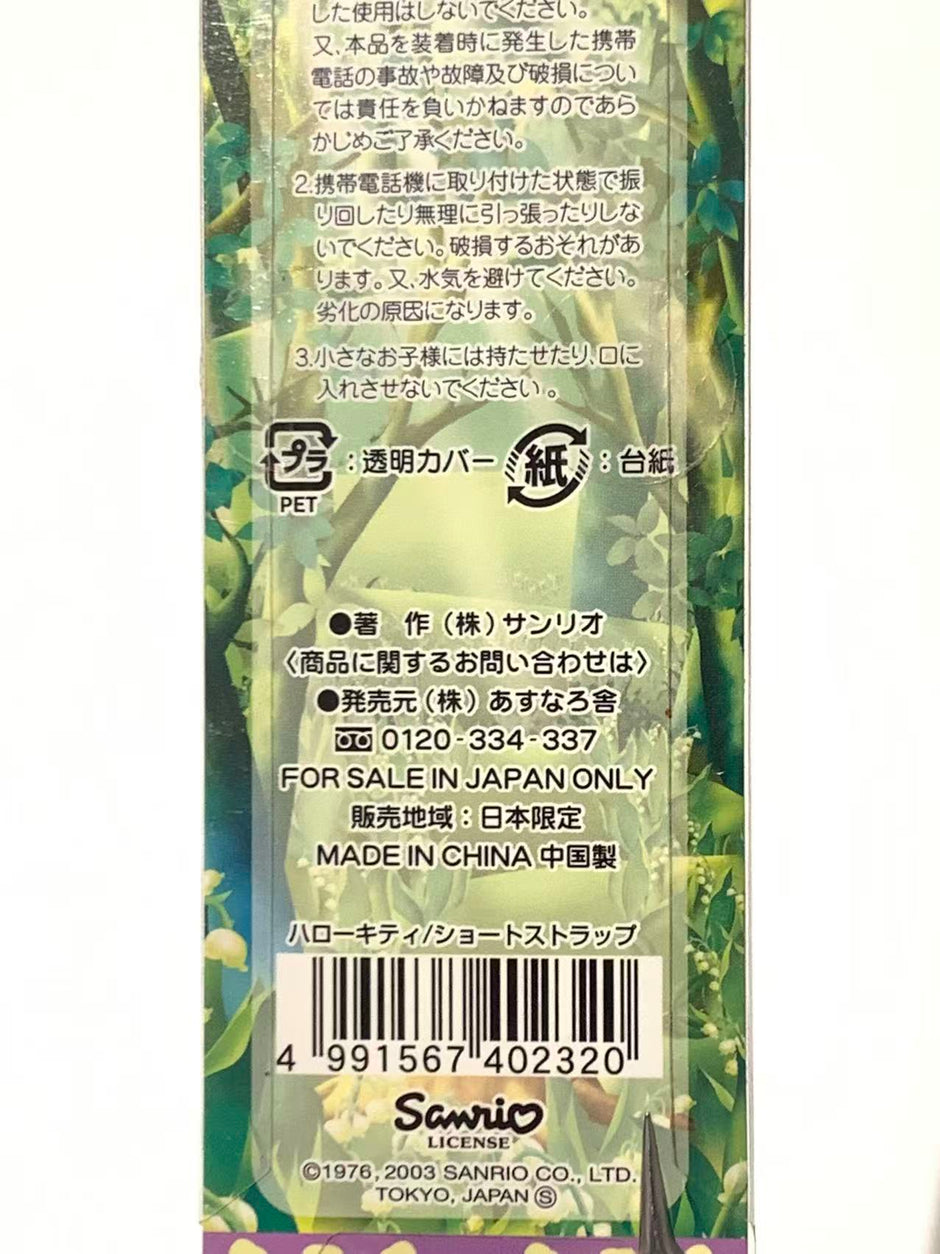 した使用はしないでください。
又、本品を装着時に発生した携帯
電話の事故や故障及び破損につい
ては責任を負いかねますのであら
かじめご了承ください。
2.携帯電話機に取り付けた状態で振
り回したり無理に引っ張ったりしな
いでください。破損するおそれがあ
ります。又、水気を避けてください。
劣化の原因になります。
3.小さなお子様には持たせたり、口に
入れさせないでください。
プラ：透明カバー 紙：台紙
PET
●著 作（株）サンリオ
〈商品に関するお問い合わせは〉
●発売元（株）あすなろ舎
0120-334-337
FOR SALE IN JAPAN ONLY
販売地域：日本限定
MADE IN CHINA 中国製
ハローキティ/ショートストラップ
4 991567 402320
Sanrio
LICENSE
©1976, 2003 SANRIO CO., LTD.
TOKYO, JAPAN Ⓢ